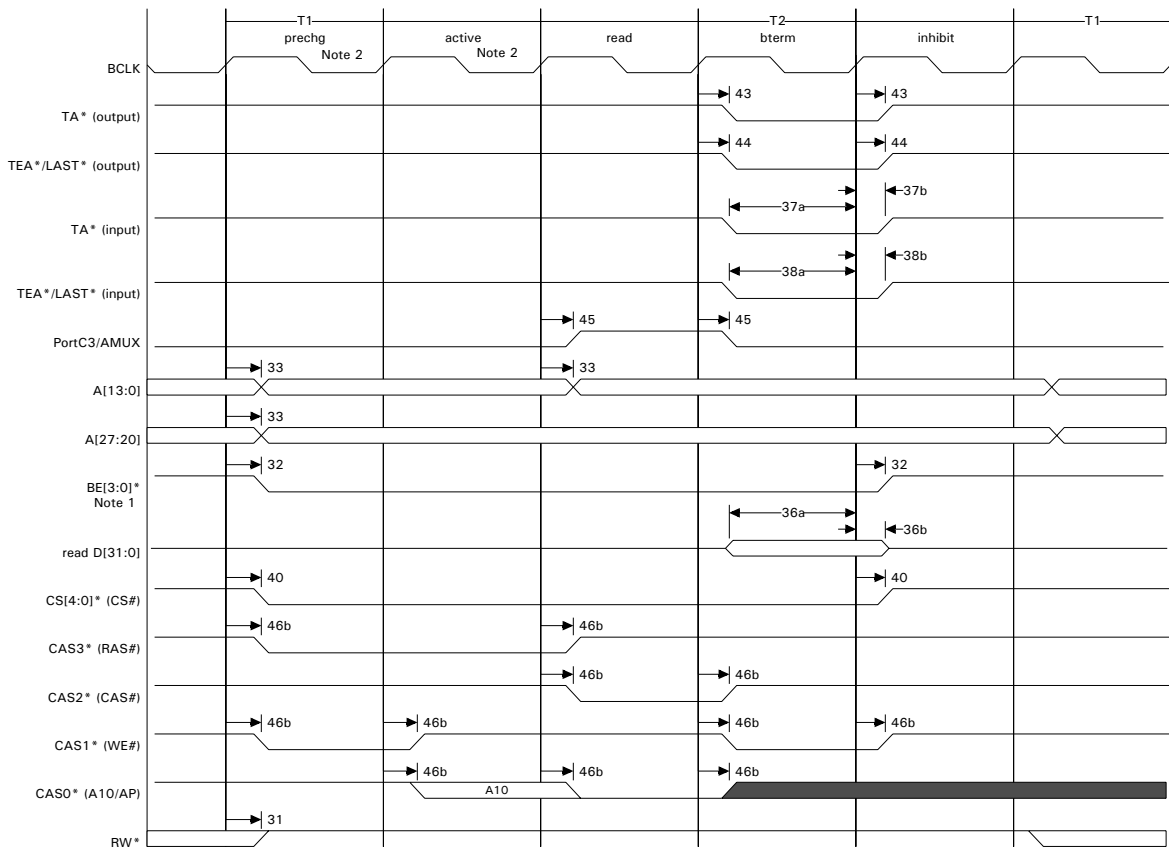 T1 T2 T1
prechg active read bterm inhibit
Note 2 Note 2
BCLK
43 43
TA* (output)
44 44
TEA*/LAST* (output)
37b
37a
TA* (input)
38b
38a
TEA*/LAST* (input)
45 45
PortC3/AMUX
33 33
A[13:0]
33
A[27:20]
32 32
BE[3:0]*
Note 1
36a
36b
read D[31:0]
40 40
CS[4:0]* (CS#)
46b 46b
CAS3* (RAS#)
46b 46b
CAS2* (CAS#)
46b 46b 46b 46b
CAS1* (WE#)
46b 46b 46b
A10
CAS0* (A10/AP)
31
RW*